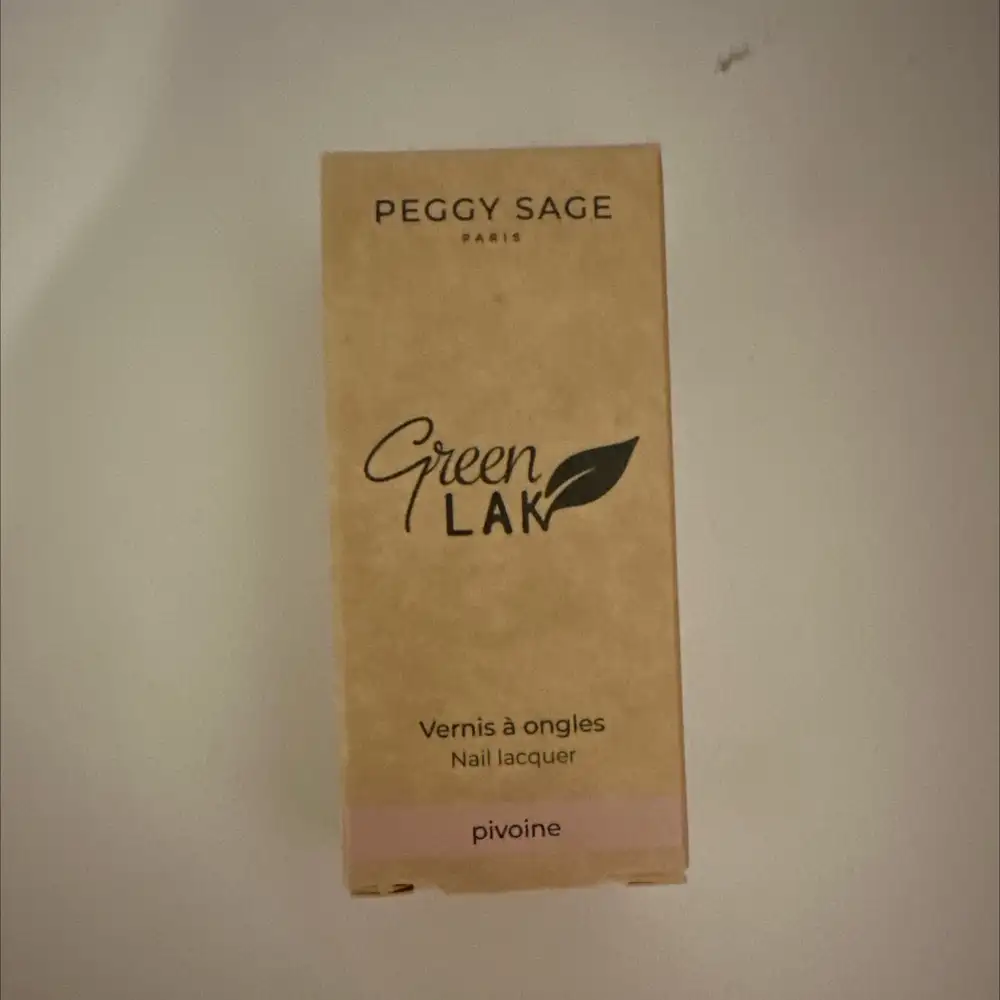 PEGGY SAGE
PARIS
Green
LAK
Vernis à ongles
Nail lacquer
pivoine